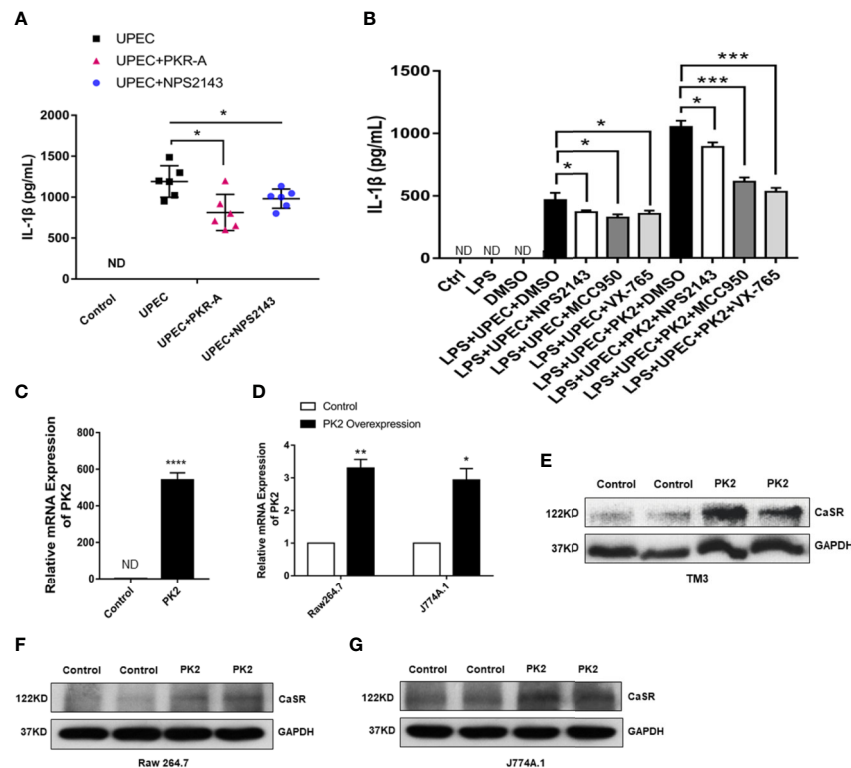 A
UPEC
UPEC+PKR-A
UPEC+NPS2143
IL-1β (pg/mL)
2000
1500
1000
500
0
*
*
ND
Control
UPEC
UPEC+PKR-A
UPEC+NPS2143
B
IL-1β (pg/mL)
1500
1000
500
0
***
***
*
*
*
*
ND ND ND
Ctrl
LPS
DMSO
LPS+UPEC+DMSO
LPS+UPEC+NPS2143
LPS+UPEC+MCC950
LPS+UPEC+VX-765
LPS+UPEC+PK2+DMSO
LPS+UPEC+PK2+NPS2143
LPS+UPEC+PK2+MCC950
LPS+UPEC+PK2+VX-765
C
Relative mRNA Expression
of PK2
800
600
400
200
0
****
ND
Control
PK2
D
Control
PK2 Overexpression
Relative mRNA Expression
of PK2
4
3
2
1
0
**
*
Raw264.7
J774A.1
E
Control Control PK2 PK2
122KD CaSR
37KD GAPDH
TM3
F
Control Control PK2 PK2
122KD CaSR
37KD GAPDH
Raw 264.7
G
Control Control PK2 PK2
122KD CaSR
37KD GAPDH
J774A.1